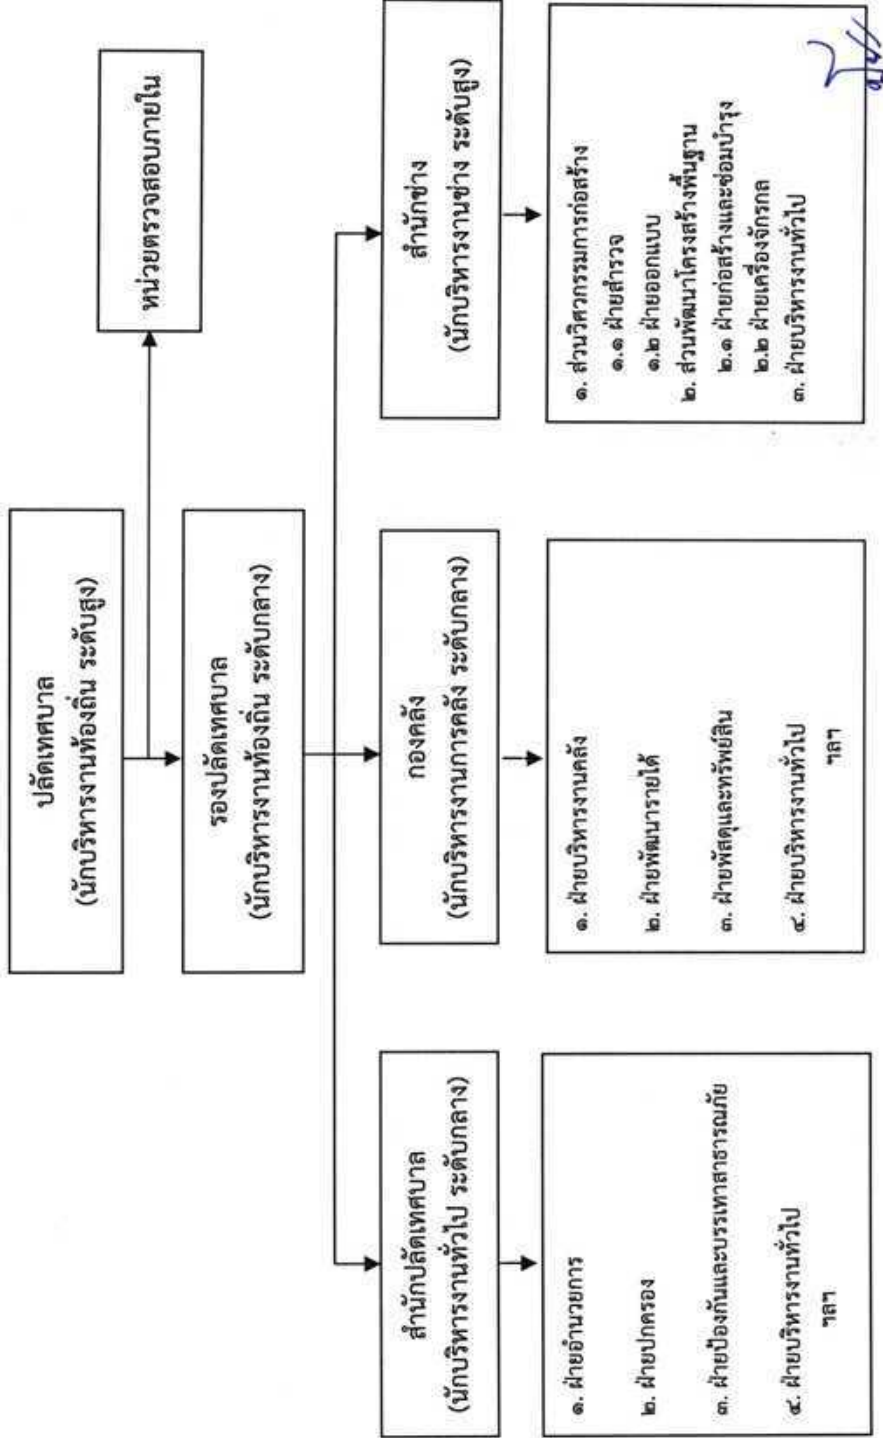 ปลัดเทศบาล
(นักบริหารงานท้องถิ่น ระดับสูง)
หน่วยตรวจสอบภายใน
รองปลัดเทศบาล
(นักบริหารงานท้องถิ่น ระดับกลาง)
สำนักปลัดเทศบาล
(นักบริหารงานทั่วไป ระดับกลาง)
๑. ฝ่ายอำนวยการ
๒. ฝ่ายปกครอง
๓. ฝ่ายป้องกันและบรรเทาสาธารณภัย
๔. ฝ่ายบริหารงานทั่วไป
ฯลฯ
กองคลัง
(นักบริหารงานการคลัง ระดับกลาง)
๑. ฝ่ายบริหารงานคลัง
๒. ฝ่ายพัฒนารายได้
๓. ฝ่ายพัสดุและทรัพย์สิน
๔. ฝ่ายบริหารงานทั่วไป
ฯลฯ
สำนักช่าง
(นักบริหารงานช่าง ระดับสูง)
๑. ส่วนวิศวกรรมการก่อสร้าง
๑.๑ ฝ่ายสำรวจ
๑.๒ ฝ่ายออกแบบ
๒. ส่วนพัฒนาโครงสร้างพื้นฐาน
๒.๑ ฝ่ายก่อสร้างและซ่อมบำรุง
๒.๒ ฝ่ายเครื่องจักรกล
๓. ฝ่ายบริหารงานทั่วไป